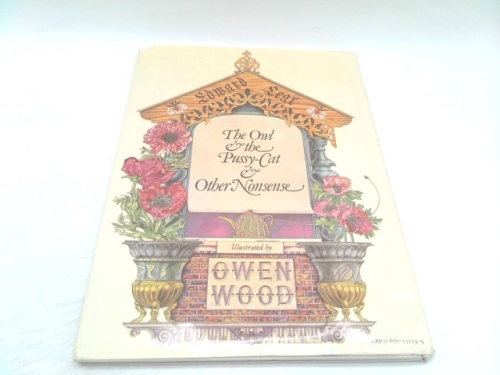 Edward Lear
The Owl
& the
Pussy-Cat
&
Other Nonsense
Illustrated by
OWEN
WOOD